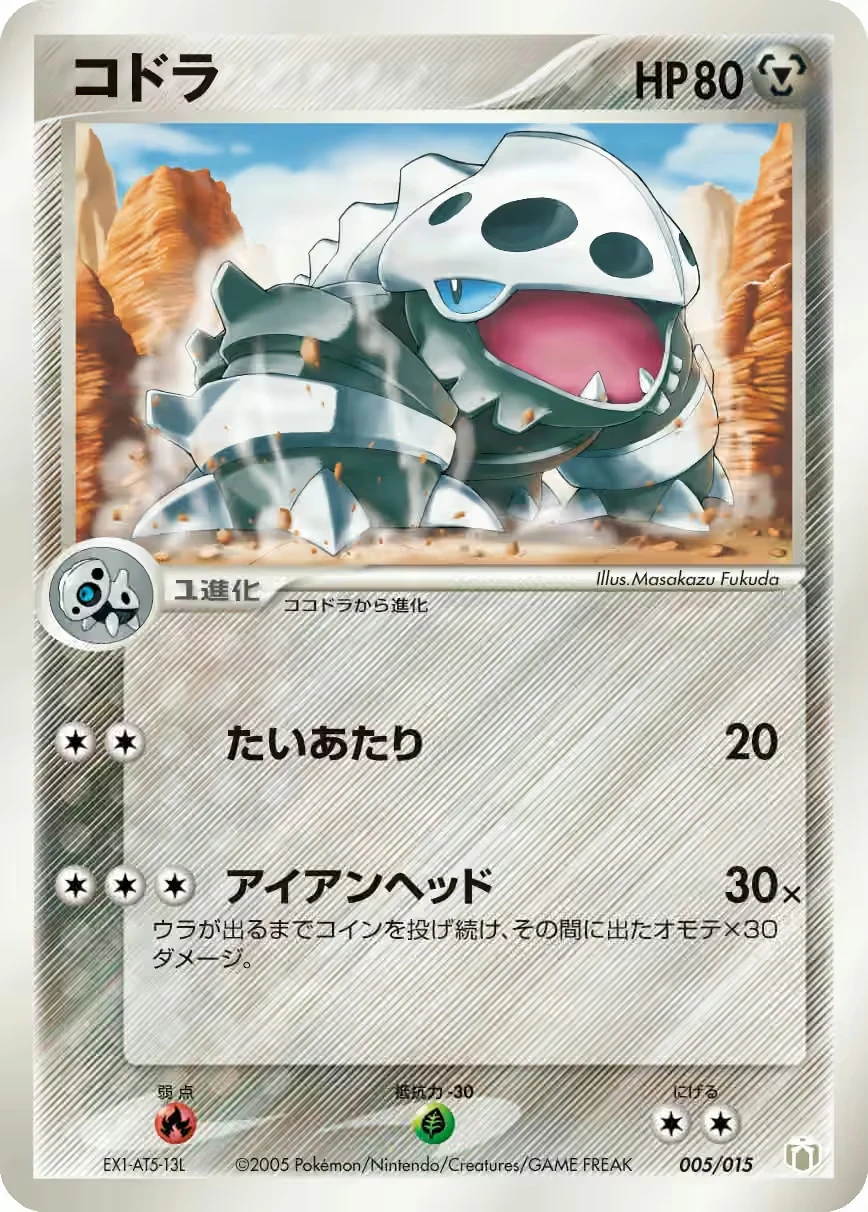 コドラ
HP80
Illus.Masakazu Fukuda
1進化
ココドラから進化
たいあたり 20
アイアンヘッド 30×
ウラが出るまでコインを投げ続け、その間に出たオモテ×30
ダメージ。
弱点 抵抗力-30 にげる
EX1-AT5-13L ©2005 Pokémon/Nintendo/Creatures/GAME FREAK 005/015